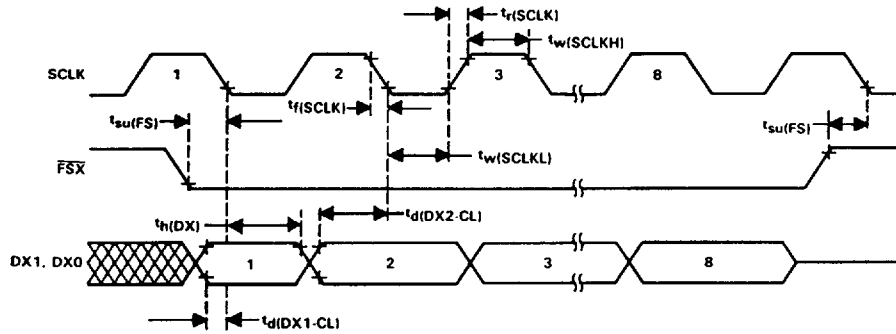 tr(SCLK)
tw(SCLKH)
SCLK 1 2 3 8
tsu(FS) tf(SCLK) tsu(FS)
tw(SCLKL)
FSX
th(DX) td(DX2-CL)
DX1, DX0 1 2 3 8
td(DX1-CL)